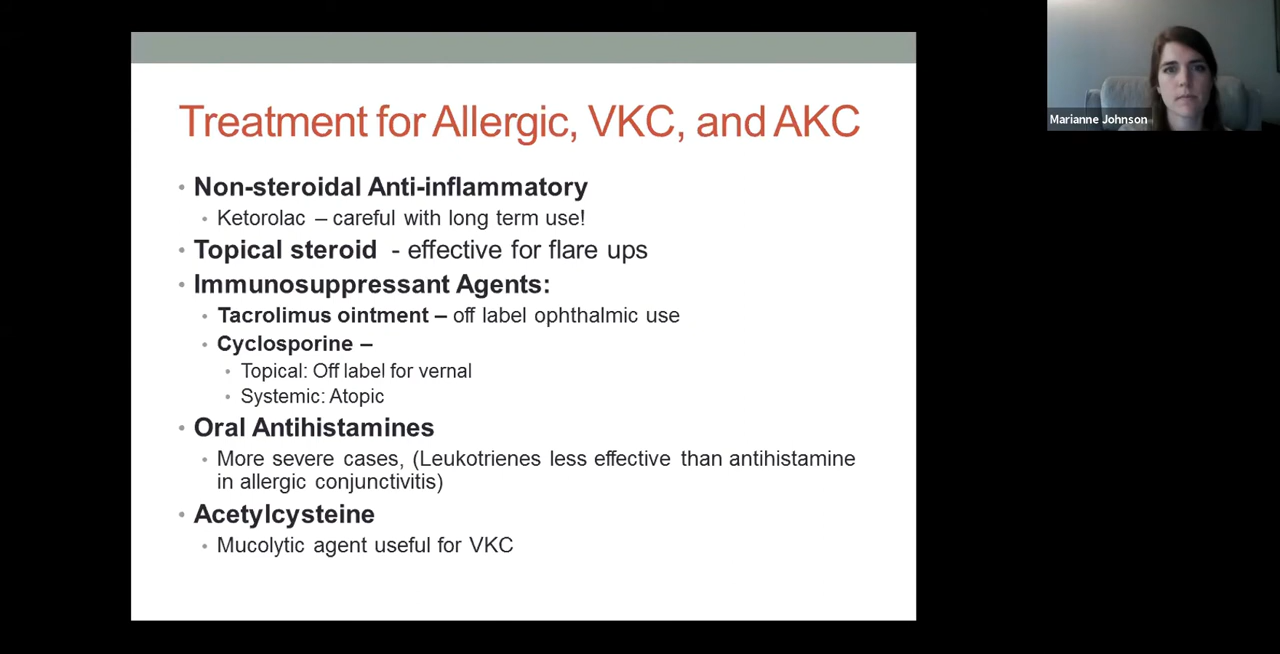 Treatment for Allergic, VKC, and AKC
• Non-steroidal Anti-inflammatory
• Ketorolac – careful with long term use!
• Topical steroid - effective for flare ups
• Immunosuppressant Agents:
• Tacrolimus ointment – off label ophthalmic use
• Cyclosporine –
• Topical: Off label for vernal
• Systemic: Atopic
• Oral Antihistamines
• More severe cases, (Leukotrienes less effective than antihistamine
in allergic conjunctivitis)
• Acetylcysteine
• Mucolytic agent useful for VKC
Marianne Johnson